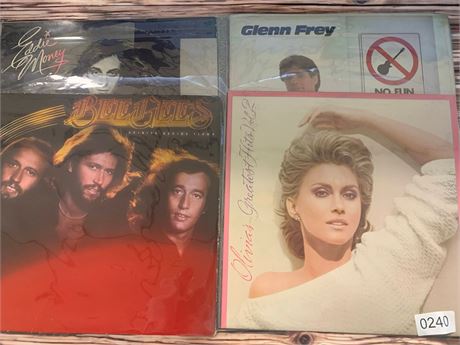 Eddie
Money
Glenn Frey
NO FUN
BEE GEES
SPIRITS HAVING FLOWN
Olivia's Greatest Hits Vol. 2
0240